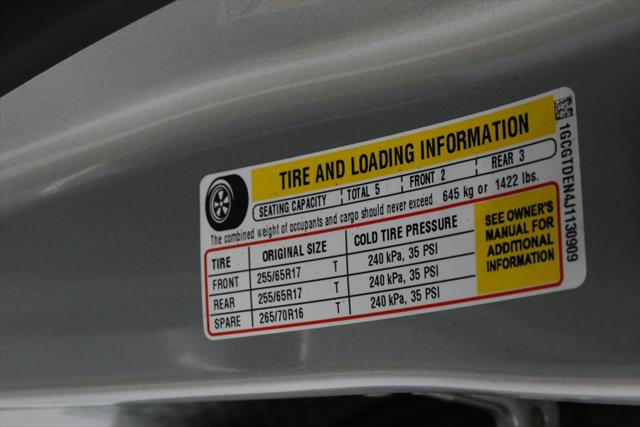 TIRE AND LOADING INFORMATION
SEATING CAPACITY TOTAL 5 FRONT 2 REAR 3
The combined weight of occupants and cargo should never exceed 645 kg or 1422 lbs.
TIRE ORIGINAL SIZE COLD TIRE PRESSURE
FRONT 255/65R17 T 240 kPa, 35 PSI
REAR 255/65R17 T 240 kPa, 35 PSI
SPARE 265/70R16 T 240 kPa, 35 PSI
SEE OWNER'S
MANUAL FOR
ADDITIONAL
INFORMATION
1GCGTDEN4J1130909